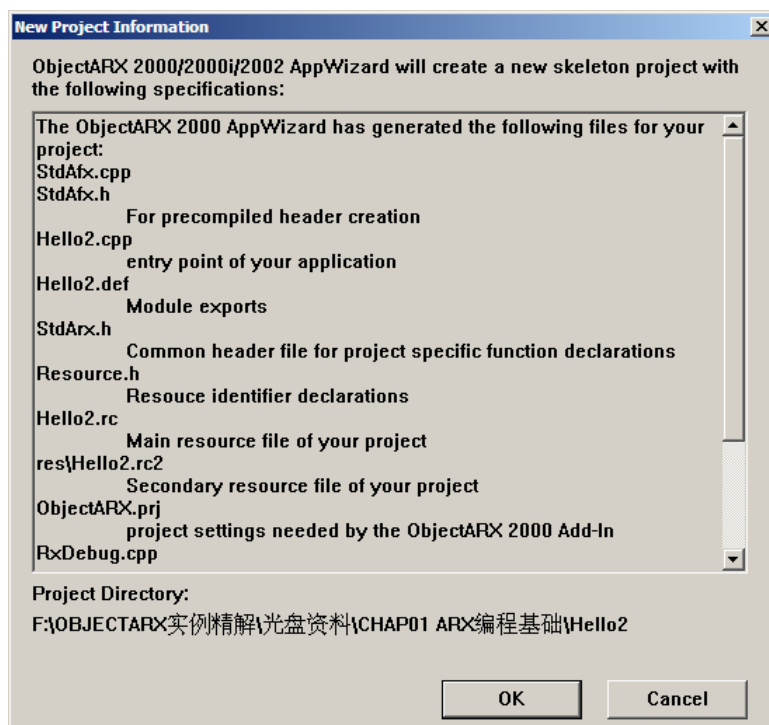 New Project Information
ObjectARX 2000/2000i/2002 AppWizard will create a new skeleton project with
the following specifications:
The ObjectARX 2000 AppWizard has generated the following files for your
project:
StdAfx.cpp
StdAfx.h
For precompiled header creation
Hello2.cpp
entry point of your application
Hello2.def
Module exports
StdArx.h
Common header file for project specific function declarations
Resource.h
Resouce identifier declarations
Hello2.rc
Main resource file of your project
res\Hello2.rc2
Secondary resource file of your project
ObjectARX.prj
project settings needed by the ObjectARX 2000 Add-In
RxDebug.cpp
Project Directory:
F:\OBJECTARX实例精解\光盘资料\CHAP01 ARX编程基础\Hello2
OK
Cancel